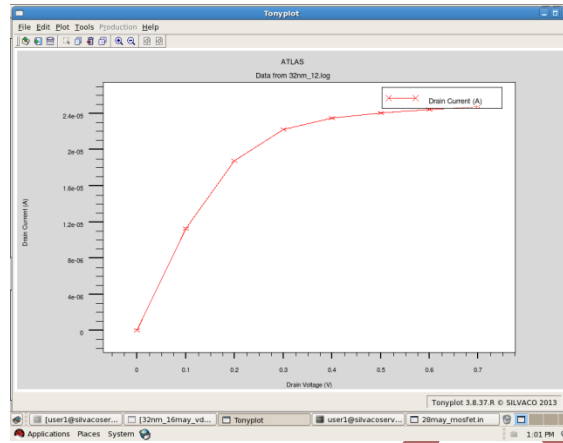 Tonyplot
File Edit Plot Tools Production Help
ATLAS
Data from 32nm_12.log
Drain Current (A)
2.4e-05
2e-05
1.6e-05
1.2e-05
8e-06
4e-06
0
Drain Current (A)
0 0.1 0.2 0.3 0.4 0.5 0.6 0.7
Drain Voltage (V)
Tonyplot 3.8.37.R © SILVACO 2013
[user1@silvacoser... [32nm_16may_vd... Tonyplot user1@silvacoserv... 28may_mosfet.in
Applications Places System 1:01 PM